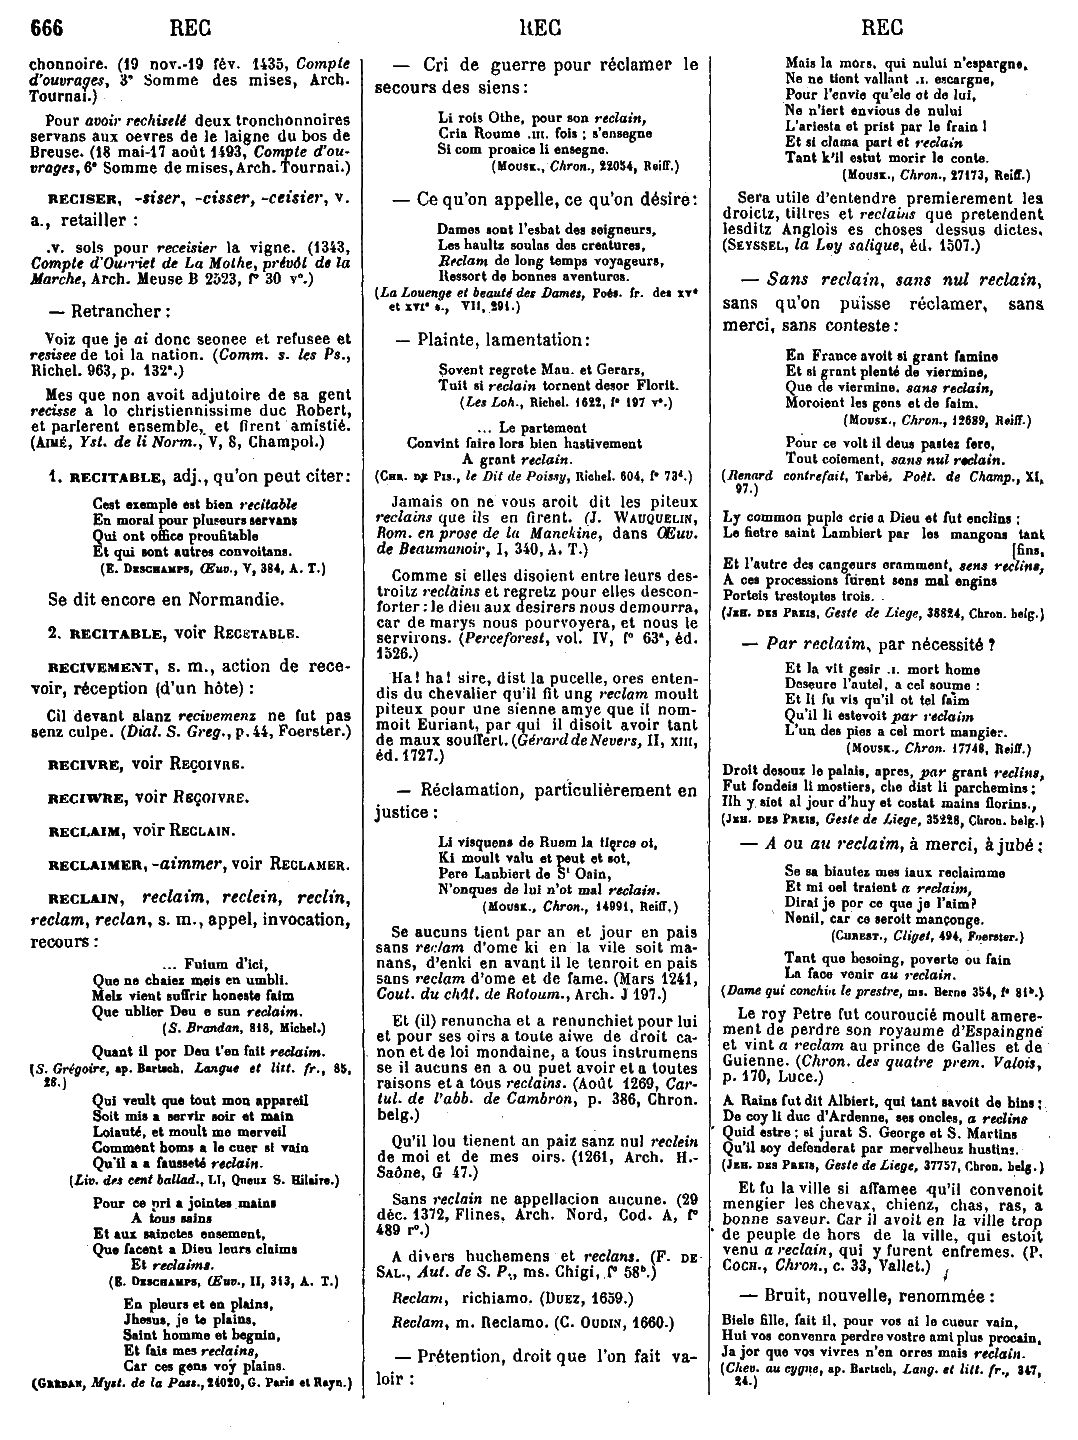 666 REC REC REC
chonnoire. (19 nov.-19 fév. 1435, Compte
d'ouvrages, 3e Somme des mises, Arch.
Tournai.)
Pour avoir rechiselé deux tronchonnoires
servans aux oevres de le laigne du bos de
Breuse. (18 mai-17 août 1493, Compte d'ou-
vrages, 6e Somme de mises, Arch. Tournai.)
RECISER, -siser, -cisser, -ceisier, v.
a., retailler :
.v. sols pour receisier la vigne. (1343,
Compte d'Ourriet de La Mothe, prévôt de la
Marche, Arch. Meuse B 2523, fo 30 vo.)
— Retrancher :
Voiz que je ai donc seonee et refusee et
resisee de toi la nation. (Comm. s. les Ps.,
Richel. 963, p. 132a.)
Mes que non avoit adjutoire de sa gent
recisse a lo christiennissime duc Robert,
et parlerent ensemble, et firent amistié.
(AIMÉ, Yst. de li Norm., V, 8, Champol.)
1. RECITABLE, adj., qu'on peut citer :
Cest exemple est bien recitable
En moral pour pluseurs servans
Qui ont office proufitable
Et qui sont autres convoitans.
(E. DESCHAMPS, Œuv., V, 384, A. T.)
Se dit encore en Normandie.
2. RECITABLE, voir RECETABLE.
RECIVEMENT, s. m., action de rece-
voir, réception (d'un hôte) :
Cil devant alanz recivemenz ne fut pas
senz culpe. (Dial. S. Greg., p. 44, Foerster.)
RECIVRE, voir REÇOIVRE.
RECIWRE, voir REÇOIVRE.
RECLAIM, voir RECLAIN.
RECLAIMER, -aimmer, voir RECLAMER.
RECLAIN, reclaim, reclein, reclin,
reclam, reclan, s. m., appel, invocation,
recours :
... Fuium d'ici,
Que ne chaiez meis en umbli.
Melz vient suffrir honeste faim
Que ublier Deu e sun reclaim.
(S. Brandan, 818, Michel.)
Quant il por Deu t'en fait reclaim.
(S. Grégoire, ap. Bartsch, Langue et litt. fr., 85,
26.)
Qui veult que tout mon appareil
Soit mis a servir soir et main
Loiauté, et moult me merveil
Comment homs a le cuer si vain
Qu'il a a fausseté reclain.
(Liv. des cent ballad., LI, Queux S. Hilaire.)
Pour ce pri a jointes mains
A tous sains
Et aux sainctes ensement,
Que facent a Dieu leurs claims
Et reclaims.
(E. DESCHAMPS, Œuv., II, 313, A. T.)
En pleurs et en plains,
Jhesus, je te plains,
Saint homme et begnin,
Et fais mes reclains,
Car ces gens voy plains.
(GREBAN, Myst. de la Pass., 24020, G. Paris et Rayn.)
— Cri de guerre pour réclamer le
secours des siens :
Li rois Othe, pour son reclain,
Cria Roume .III. fois ; s'ensegne
Si com proaice li ensegne.
(MOUSK., Chron., 22054, Reiff.)
— Ce qu'on appelle, ce qu'on désire :
Dames sont l'esbat des seigneurs,
Les haultz soulas des creatures,
Reclam de long temps voyageurs,
Ressort de bonnes aventures.
(La Louenge et beauté des Dames, Poés. fr. des XVe
et XVIe s., VII, 291.)
— Plainte, lamentation :
Sovent regrete Mau. et Gerars,
Tuit si reclain tornent desor Florit.
(Les Loh., Richel. 1622, fo 197 vo.)
... Le partement
Convint faire lors bien hastivement
A grant reclain.
(CHR. DE PIS., le Dit de Poissy, Richel. 604, fo 73d.)
Jamais on ne vous aroit dit les piteux
reclains que ils en firent. (J. WAUQUELIN,
Rom. en prose de la Manekine, dans Œuv.
de Beaumanoir, I, 340, A. T.)
Comme si elles disoient entre leurs des-
troitz reclains et regretz pour elles descon-
forter : le dieu aux desirers nous demourra,
car de marys nous pourvoyera, et nous le
servirons. (Perceforest, vol. IV, fo 63a, éd.
1526.)
Ha! ha! sire, dist la pucelle, ores enten-
dis du chevalier qu'il fit ung reclam moult
piteux pour une sienne amye que il nom-
moit Euriant, par qui il disoit avoir tant
de maux souffert. (Gérard de Nevers, II, XIII,
éd. 1727.)
— Réclamation, particulièrement en
justice :
Li visquens de Ruem la tierce ot,
Ki moult valu et peut et sot,
Pere Lanbiert de St Onin,
N'onques de lui n'ot mal reclain.
(MOUSK., Chron., 14991, Reiff.)
Se aucuns tient par an et jour en pais
sans reclam d'ome ki en la vile soit ma-
nans, d'enki en avant il le tenroit en pais
sans reclam d'ome et de fame. (Mars 1241,
Cout. du chât. de Rotoum., Arch. J 197.)
Et (il) renuncha et a renunchiet pour lui
et pour ses oirs a toute aiwe de droit ca-
non et de loi mondaine, a tous instrumens
se il aucuns en a ou puet avoir et a toutes
raisons et a tous reclains. (Août 1269, Car-
tul. de l'abb. de Cambron, p. 386, Chron.
belg.)
Qu'il lou tienent an paiz sanz nul reclein
de moi et de mes oirs. (1261, Arch. H.-
Saône, G 47.)
Sans reclain ne appellacion aucune. (29
déc. 1372, Flines, Arch. Nord, Cod. A, fo
489 ro.)
A divers huchemens et reclans. (F. DE
SAL., Aut. de S. P., ms. Chigi, fo 58b.)
Reclam, richiamo. (DUEZ, 1659.)
Reclam, m. Reclamo. (C. OUDIN, 1660.)
— Prétention, droit que l'on fait va-
loir :
Mais la mors, qui nului n'espargne,
Ne ne tient vallant .I. escargne,
Pour l'envie qu'ele ot de lui,
Ne n'iert envious de nului
L'ariesta et prist par le frain !
Et si clama part et reclain
Tant k'il estut morir le conte.
(MOUSK., Chron., 27173, Reiff.)
Sera utile d'entendre premierement les
droictz, tiltres et reclains que pretendent
lesditz Anglois es choses dessus dictes.
(SEYSSEL, la Loy salique, éd. 1507.)
— Sans reclain, sans nul reclain,
sans qu'on puisse réclamer, sans
merci, sans conteste :
En France avoit si grant famine
Et si grant plenté de viermine,
Que de viermine, sans reclain,
Moroient les gens et de faim.
(MOUSK., Chron., 12689, Reiff.)
Pour ce volt il deus pastez fere,
Tout coiement, sans nul reclain.
(Renard contrefait, Tarbé, Poèt. de Champ., XI,
97.)
Ly common puple crie a Dieu et fut enclins ;
Le fietre saint Lambiert par les mangons tant
[fins,
Et l'autre des cangeurs oramment, sens reclins,
A ces processions furent sens mal engins
Porteis trestoutes trois.
(JEH. DES PREIS, Geste de Liege, 38824, Chron. belg.)
— Par reclaim, par nécessité ?
Et la vit gesir .I. mort home
Deseure l'autel, a cel soume :
Et li fu vis qu'il ot tel faim
Qu'il li estevoit par reclaim
L'un des pies a cel mort mangier.
(MOUSK., Chron. 17748, Reiff.)
Droit desouz le palais, apres, par grant reclins,
Fut fondeis li mostiers, che dist li parchemins ;
Ilh y siet al jour d'huy et costat mains florins.,
(JEH. DES PREIS, Geste de Liege, 35228, Chron. belg.)
— A ou au reclaim, à merci, à jubé :
Se sa biautez mes iaux reclaimme
Et mi oel traient a reclaim,
Dirai je por ce que je l'aim?
Nenil, car ce seroit mançonge.
(CHREST., Cliget, 494, Foerster.)
Tant que besoing, poverte ou fain
La face venir au reclain.
(Dame qui conchia le prestre, ms. Berne 354, fo 81b.)
Le roy Petre fut couroucié moult amere-
ment de perdre son royaume d'Espaingne
et vint a reclam au prince de Galles et de
Guienne. (Chron. des quatre prem. Valois,
p. 170, Luce.)
A Rains fut dit Albiert, qui tant savoit de bins ;
De coy li duc d'Ardenne, ses oncles, a reclins
Quid estre ; si jurat S. George et S. Martins
Qu'il soy defenderat par mervelheux hustins.
(JEH. DES PREIS, Geste de Liege, 37757, Chron. belg.)
Et fu la ville si affamee qu'il convenoit
mengier les chevax, chienz, chas, ras, a
bonne saveur. Car il avoit en la ville trop
de peuple de hors de la ville, qui estoit
venu a reclain, qui y furent enfremes. (P.
COCH., Chron., c. 33, Vallet.)
— Bruit, nouvelle, renommée :
Biele fille, fait il, pour vos ai le cueur vain,
Hui vos convenra perdre vostre ami plus procain,
Ja jor que vos vivres n'en orres mais reclain.
(Chev. au cygne, ap. Bartsch, Lang. et litt. fr., 347,
24.)